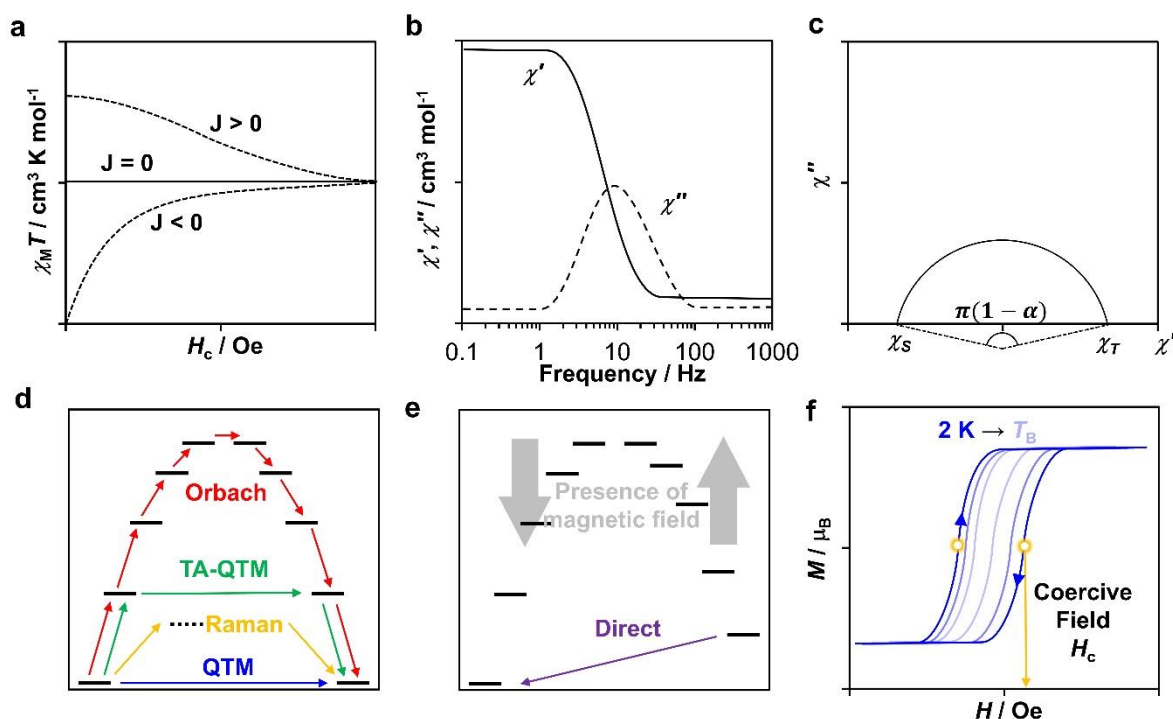 a
J > 0
J = 0
J < 0
χMT / cm³ K mol⁻¹
Hc / Oe
b
χ'
χ''
χ', χ'' / cm³ mol⁻¹
0.1 1 10 100 1000
Frequency / Hz
c
χ''
π(1 − α)
χS χT χ'
d
Orbach
TA-QTM
Raman
QTM
e
Presence of
magnetic field
Direct
f
2 K → TB
M / μB
Coercive
Field
Hc
H / Oe